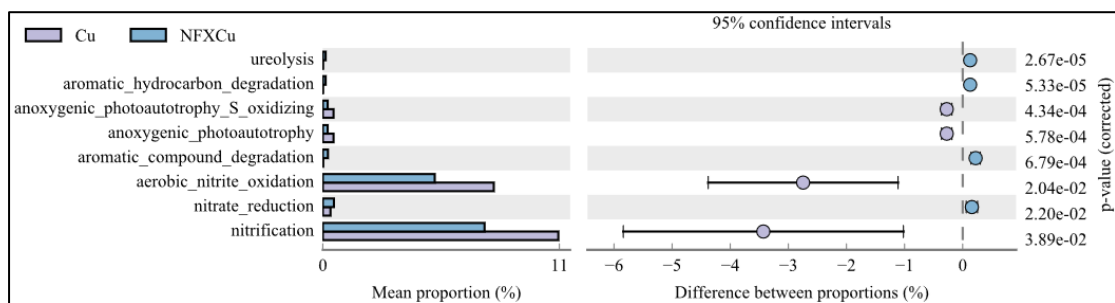 95% confidence intervals
Cu NFXCu
ureolysis 2.67e-05
aromatic_hydrocarbon_degradation 5.33e-05
anoxygenic_photoautotrophy_S_oxidizing 4.34e-04
anoxygenic_photoautotrophy 5.78e-04
aromatic_compound_degradation 6.79e-04
aerobic_nitrite_oxidation 2.04e-02
nitrate_reduction 2.20e-02
nitrification 3.89e-02
p-value (corrected)
0 11 −6 −5 −4 −3 −2 −1 0
Mean proportion (%) Difference between proportions (%)